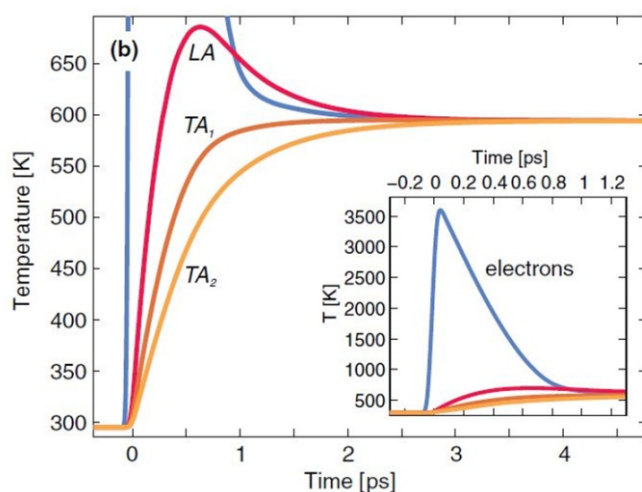 (b)
LA
TA₁
TA₂
Temperature [K]
650
600
550
500
450
400
350
300
0 1 2 3 4
Time [ps]
Time [ps]
−0.2 0 0.2 0.4 0.6 0.8 1 1.2
T [K]
3500
3000
2500
2000
1500
1000
500
electrons